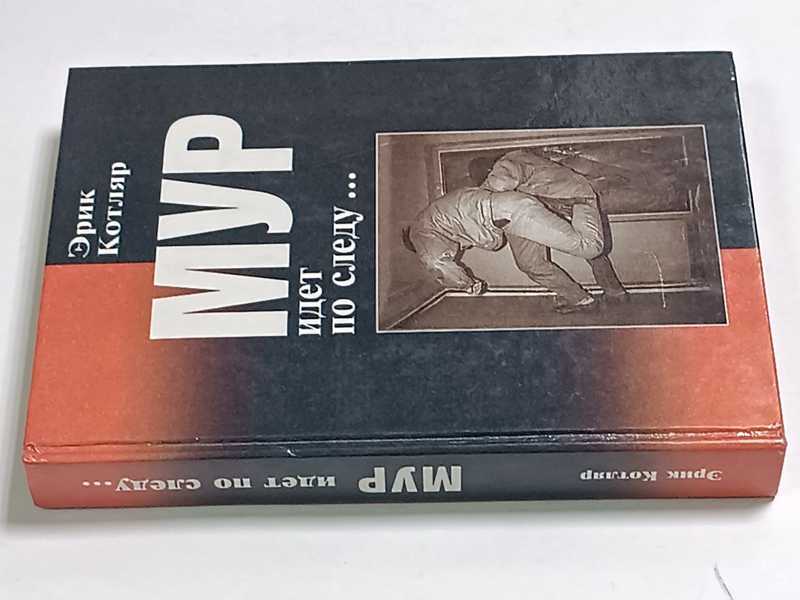 Эрик
Котляр
МУР
идет
по следу...
Эрик Котляр
МУР идет по следу...